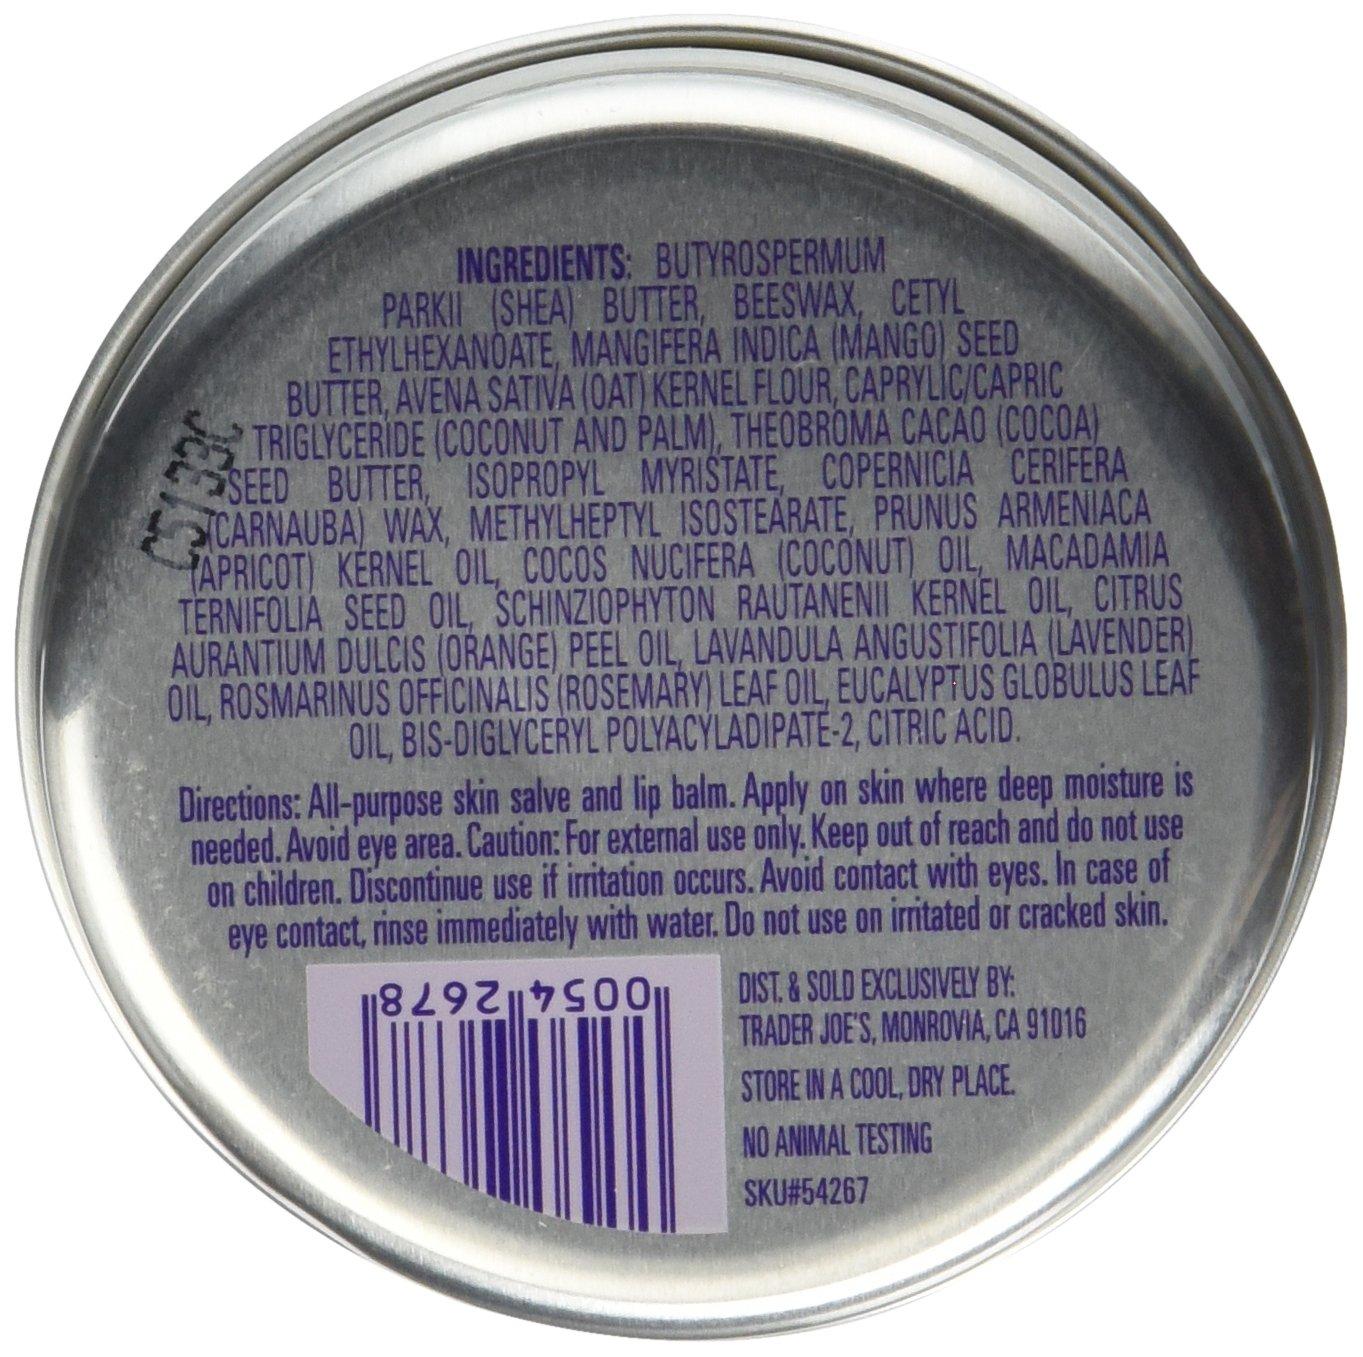 INGREDIENTS: BUTYROSPERMUM
PARKII (SHEA) BUTTER, BEESWAX, CETYL
ETHYLHEXANOATE, MANGIFERA INDICA (MANGO) SEED
BUTTER, AVENA SATIVA (OAT) KERNEL FLOUR, CAPRYLIC/CAPRIC
TRIGLYCERIDE (COCONUT AND PALM), THEOBROMA CACAO (COCOA)
SEED BUTTER, ISOPROPYL MYRISTATE, COPERNICIA CERIFERA
(CARNAUBA) WAX, METHYLHEPTYL ISOSTEARATE, PRUNUS ARMENIACA
(APRICOT) KERNEL OIL, COCOS NUCIFERA (COCONUT) OIL, MACADAMIA
TERNIFOLIA SEED OIL, SCHINZIOPHYTON RAUTANENII KERNEL OIL, CITRUS
AURANTIUM DULCIS (ORANGE) PEEL OIL, LAVANDULA ANGUSTIFOLIA (LAVENDER)
OIL, ROSMARINUS OFFICINALIS (ROSEMARY) LEAF OIL, EUCALYPTUS GLOBULUS LEAF
OIL, BIS-DIGLYCERYL POLYACYLADIPATE-2, CITRIC ACID.
C5133C
Directions: All-purpose skin salve and lip balm. Apply on skin where deep moisture is
needed. Avoid eye area. Caution: For external use only. Keep out of reach and do not use
on children. Discontinue use if irritation occurs. Avoid contact with eyes. In case of
eye contact, rinse immediately with water. Do not use on irritated or cracked skin.
0054 2678
DIST. & SOLD EXCLUSIVELY BY:
TRADER JOE'S, MONROVIA, CA 91016
STORE IN A COOL, DRY PLACE.
NO ANIMAL TESTING
SKU#54267